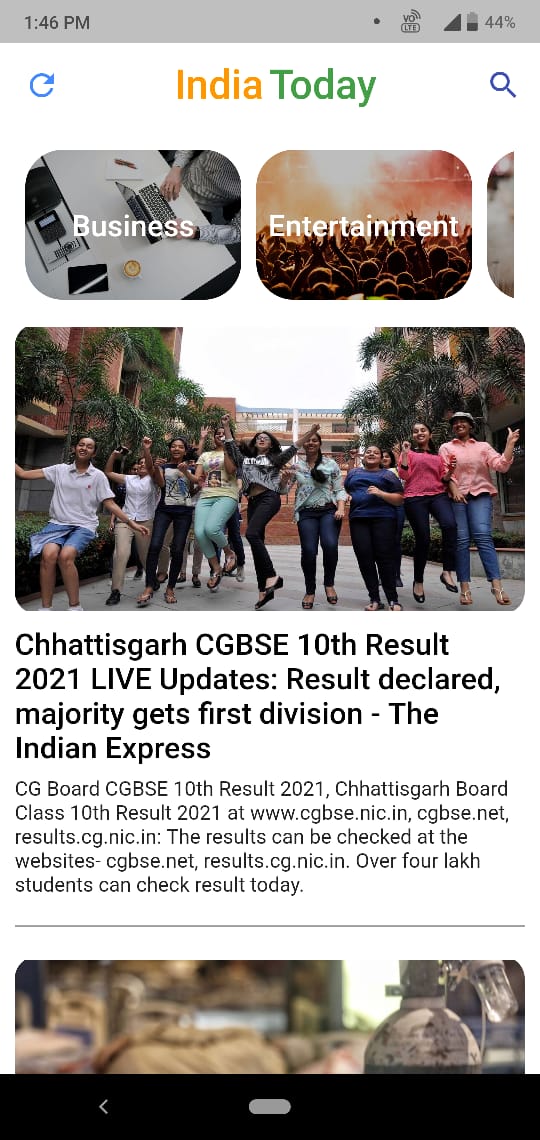 1:46 PM
VO
LTE
44%
India Today
Business
Entertainment
Chhattisgarh CGBSE 10th Result
2021 LIVE Updates: Result declared,
majority gets first division - The
Indian Express
CG Board CGBSE 10th Result 2021, Chhattisgarh Board
Class 10th Result 2021 at www.cgbse.nic.in, cgbse.net,
results.cg.nic.in: The results can be checked at the
websites- cgbse.net, results.cg.nic.in. Over four lakh
students can check result today.